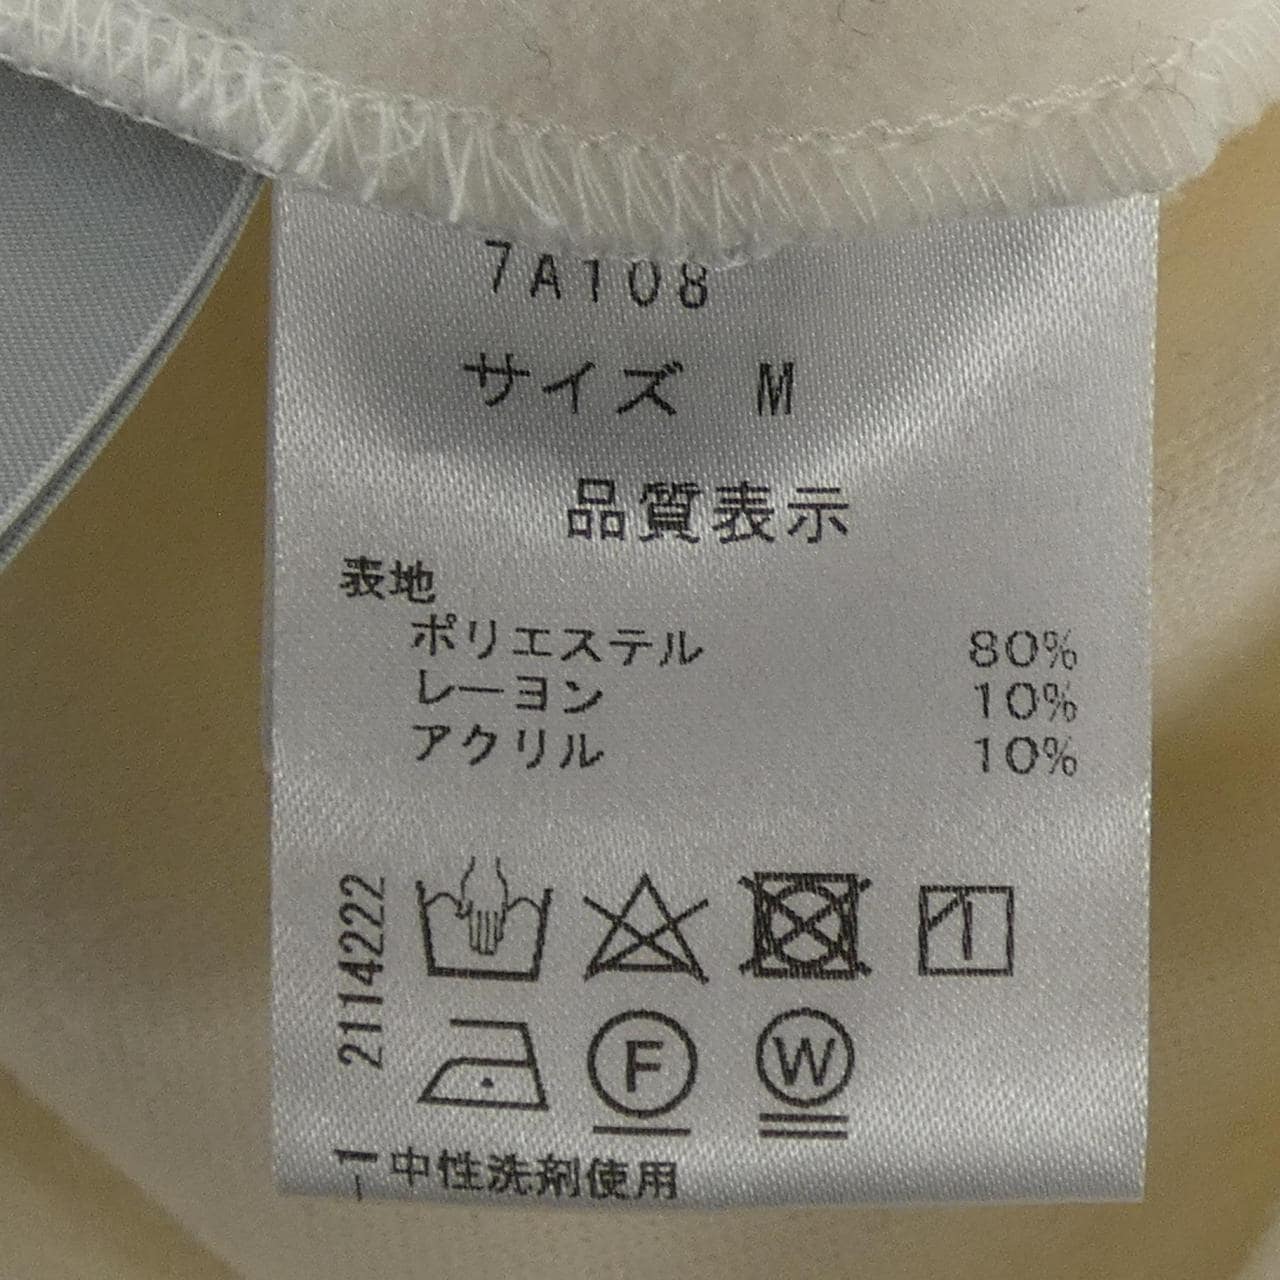 7A108
サイズ M
品質表示
表地
ポリエステル 80%
レーヨン 10%
アクリル 10%
2114222
F
W
-1
中性洗剤使用